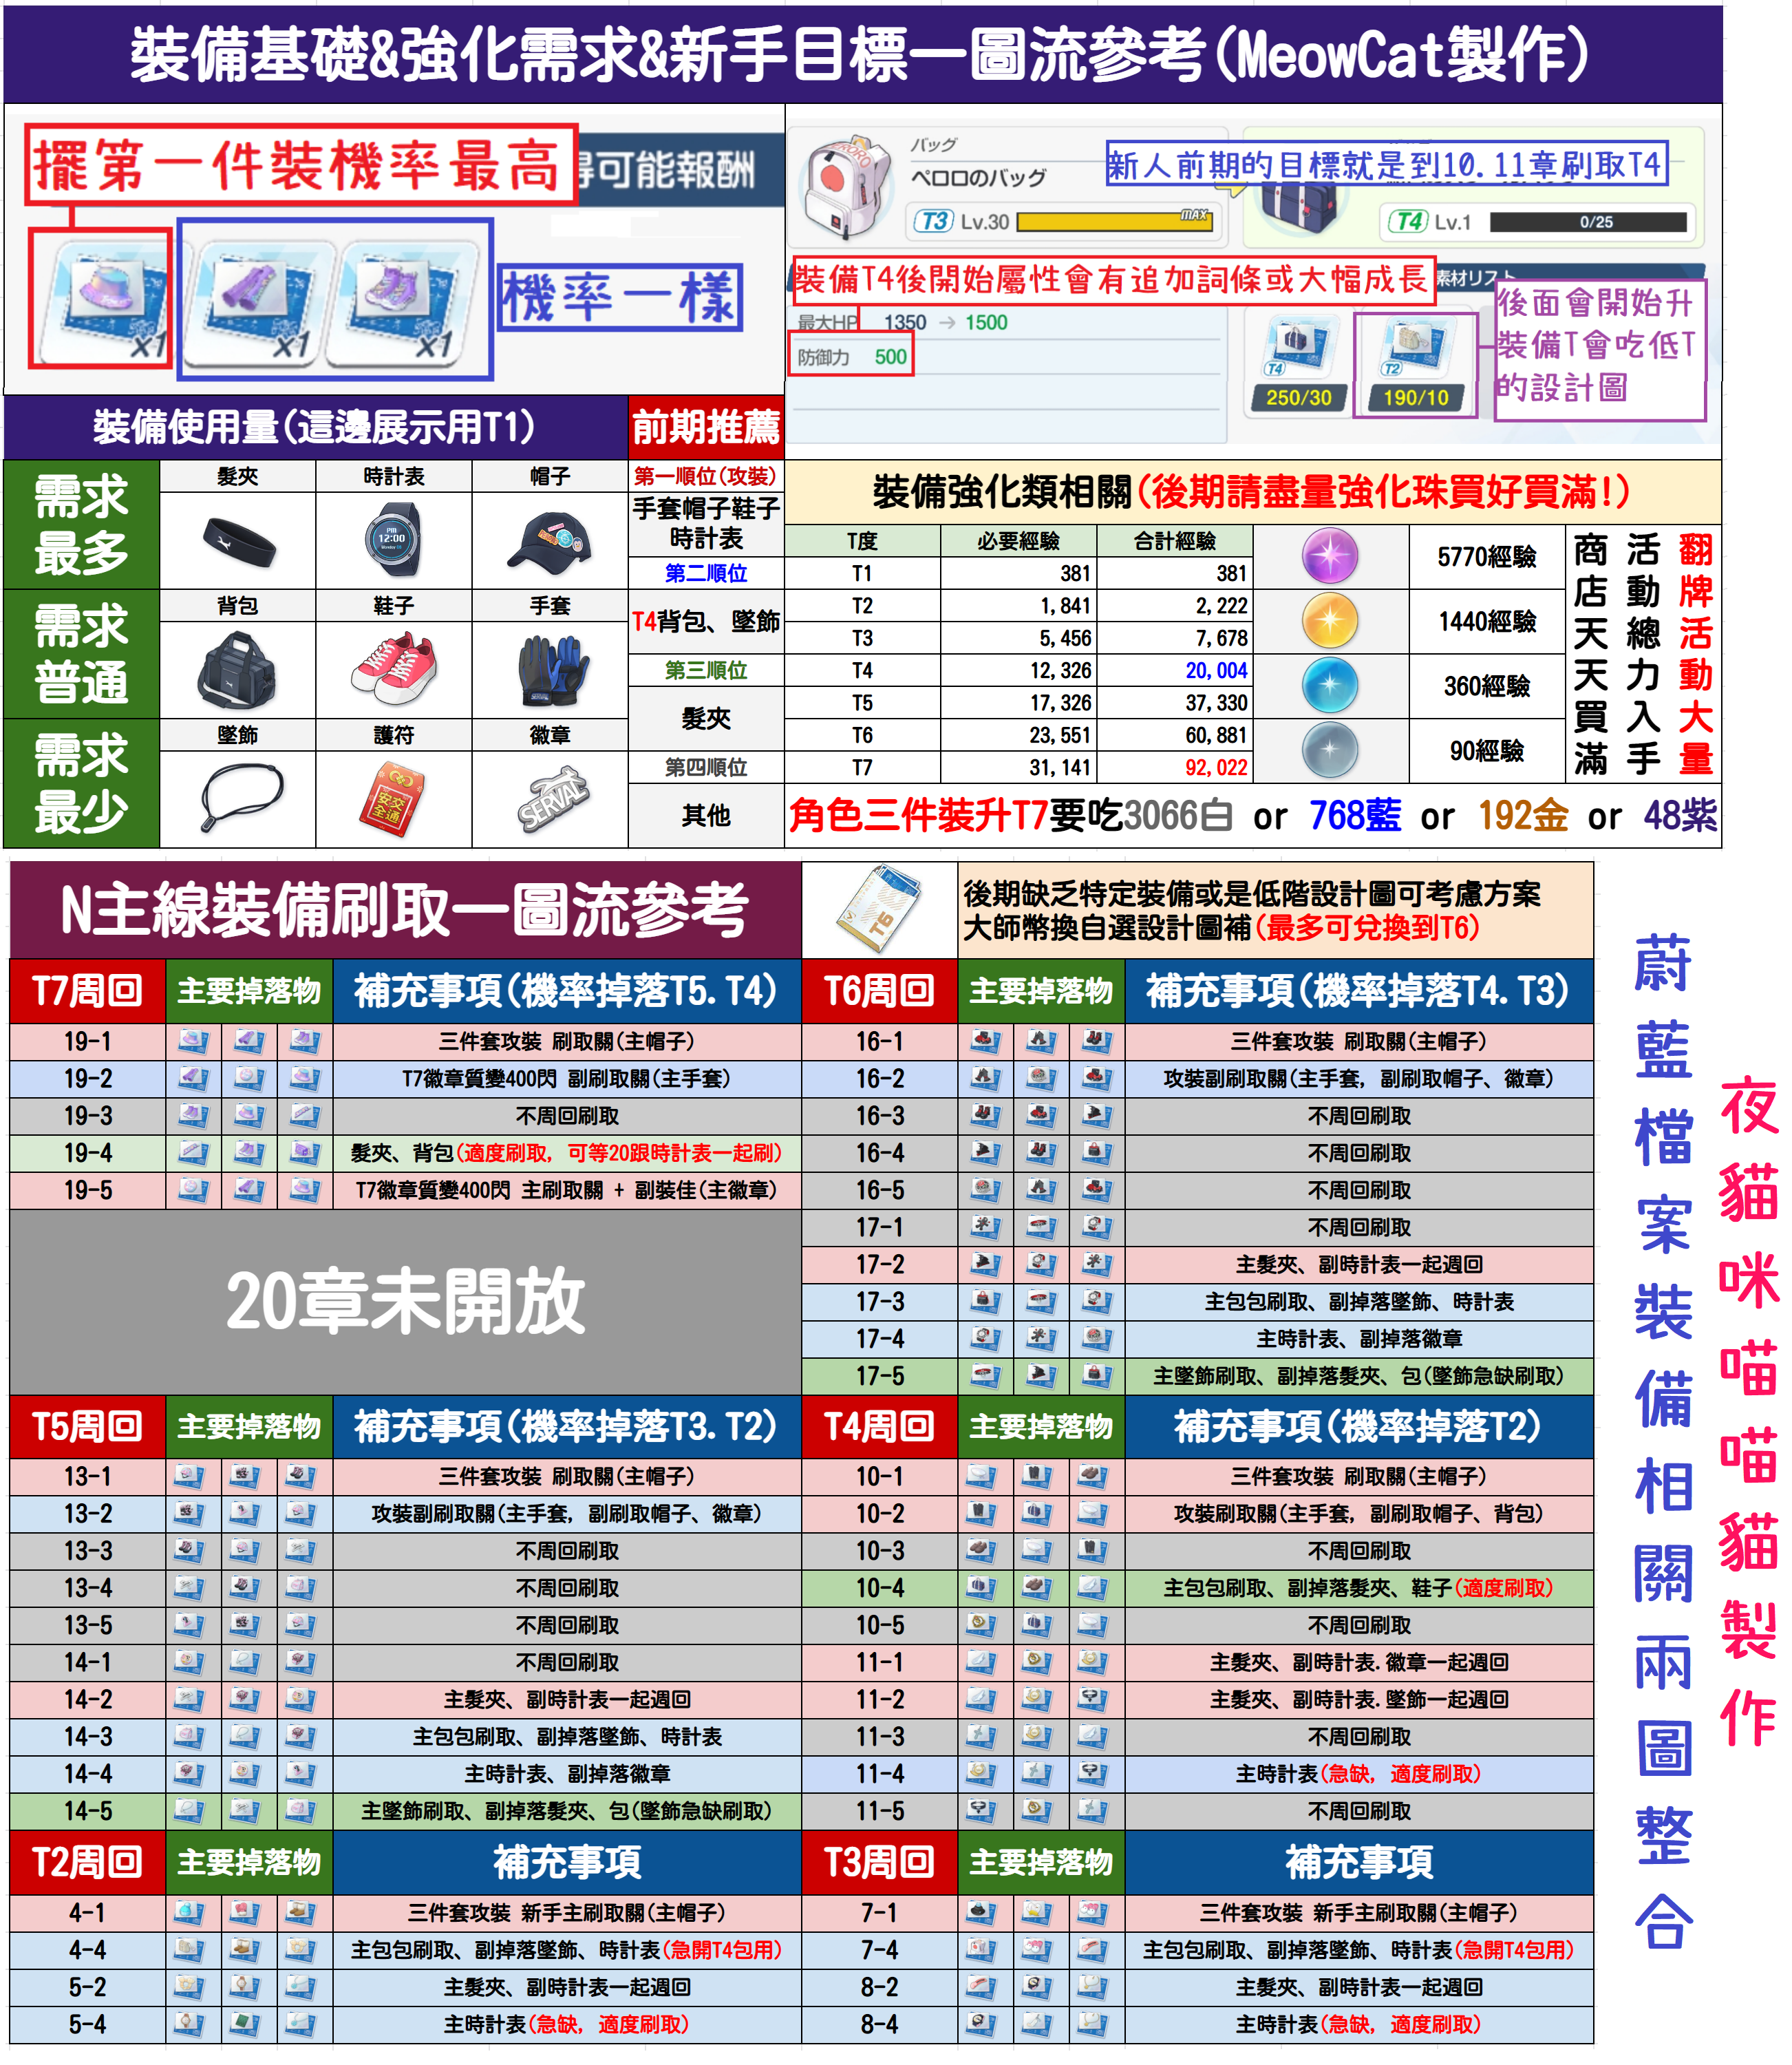 裝備基礎&強化需求&新手目標一圖流參考(MeowCat製作)
擺第一件裝機率最高
得可能報酬
x1
x1
x1
機率一樣
バッグ
ペロロのバッグ
T3 Lv.30 MAX
新人前期的目標就是到10.11章刷取T4
T4 Lv.1 0/25
裝備T4後開始屬性會有追加詞條或大幅成長
素材リスト
最大HP 1350 → 1500
防御力 500
T4
250/30
T2
190/10
後面會開始升
裝備T會吃低T
的設計圖
裝備使用量(這邊展示用T1)
前期推薦
需求
最多
髮夾 時計表 帽子
PM
12:00
需求
普通
背包 鞋子 手套
需求
最少
墜飾 護符 徽章
安交
全通
SERVAL
第一順位(攻裝)
手套帽子鞋子
時計表
第二順位
T4背包、墜飾
第三順位
髮夾
第四順位
其他
裝備強化類相關(後期請盡量強化珠買好買滿!)
T度 必要經驗 合計經驗
T1 381 381
T2 1,841 2,222
T3 5,456 7,678
T4 12,326 20,004
T5 17,326 37,330
T6 23,551 60,881
T7 31,141 92,022
5770經驗
1440經驗
360經驗
90經驗
商店天天買滿
活動總力入手
翻牌活動大量
角色三件裝升T7要吃3066白 or 768藍 or 192金 or 48紫
N主線裝備刷取一圖流參考
T6
後期缺乏特定裝備或是低階設計圖可考慮方案
大師幣換自選設計圖補(最多可兌換到T6)
T7周回 主要掉落物 補充事項(機率掉落T5.T4)
19-1 三件套攻裝 刷取關(主帽子)
19-2 T7徽章質變400閃 副刷取關(主手套)
19-3 不周回刷取
19-4 髮夾、背包(適度刷取, 可等20跟時計表一起刷)
19-5 T7徽章質變400閃 主刷取關 + 副裝佳(主徽章)
20章未開放
T6周回 主要掉落物 補充事項(機率掉落T4.T3)
16-1 三件套攻裝 刷取關(主帽子)
16-2 攻裝副刷取關(主手套, 副刷取帽子、徽章)
16-3 不周回刷取
16-4 不周回刷取
16-5 不周回刷取
17-1 不周回刷取
17-2 主髮夾、副時計表一起週回
17-3 主包包刷取、副掉落墜飾、時計表
17-4 主時計表、副掉落徽章
17-5 主墜飾刷取、副掉落髮夾、包(墜飾急缺刷取)
T5周回 主要掉落物 補充事項(機率掉落T3.T2)
13-1 三件套攻裝 刷取關(主帽子)
13-2 攻裝副刷取關(主手套, 副刷取帽子、徽章)
13-3 不周回刷取
13-4 不周回刷取
13-5 不周回刷取
14-1 不周回刷取
14-2 主髮夾、副時計表一起週回
14-3 主包包刷取、副掉落墜飾、時計表
14-4 主時計表、副掉落徽章
14-5 主墜飾刷取、副掉落髮夾、包(墜飾急缺刷取)
T4周回 主要掉落物 補充事項(機率掉落T2)
10-1 三件套攻裝 刷取關(主帽子)
10-2 攻裝刷取關(主手套, 副刷取帽子、背包)
10-3 不周回刷取
10-4 主包包刷取、副掉落髮夾、鞋子(適度刷取)
10-5 不周回刷取
11-1 主髮夾、副時計表.徽章一起週回
11-2 主髮夾、副時計表.墜飾一起週回
11-3 不周回刷取
11-4 主時計表(急缺, 適度刷取)
11-5 不周回刷取
T2周回 主要掉落物 補充事項
4-1 三件套攻裝 新手主刷取關(主帽子)
4-4 主包包刷取、副掉落墜飾、時計表(急開T4包用)
5-2 主髮夾、副時計表一起週回
5-4 主時計表(急缺, 適度刷取)
T3周回 主要掉落物 補充事項
7-1 三件套攻裝 新手主刷取關(主帽子)
7-4 主包包刷取、副掉落墜飾、時計表(急開T4包用)
8-2 主髮夾、副時計表一起週回
8-4 主時計表(急缺, 適度刷取)
蔚藍檔案裝備相關兩圖整合
夜貓咪喵喵貓製作